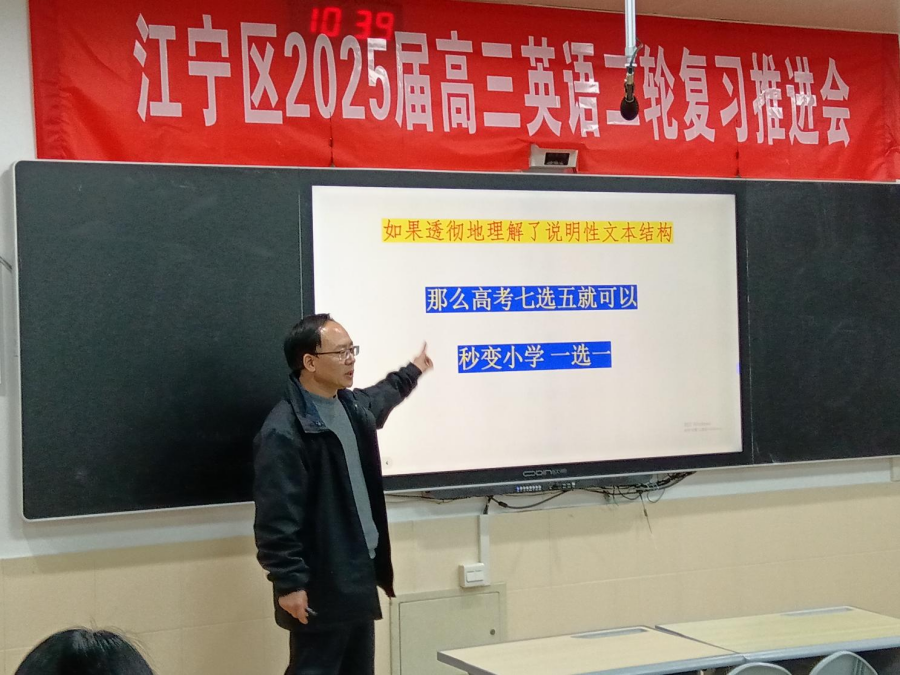 10 39
江宁区2025届高三英语二轮复习推进会
如果透彻地理解了说明性文本结构
那么高考七选五就可以
秒变小学 一选一